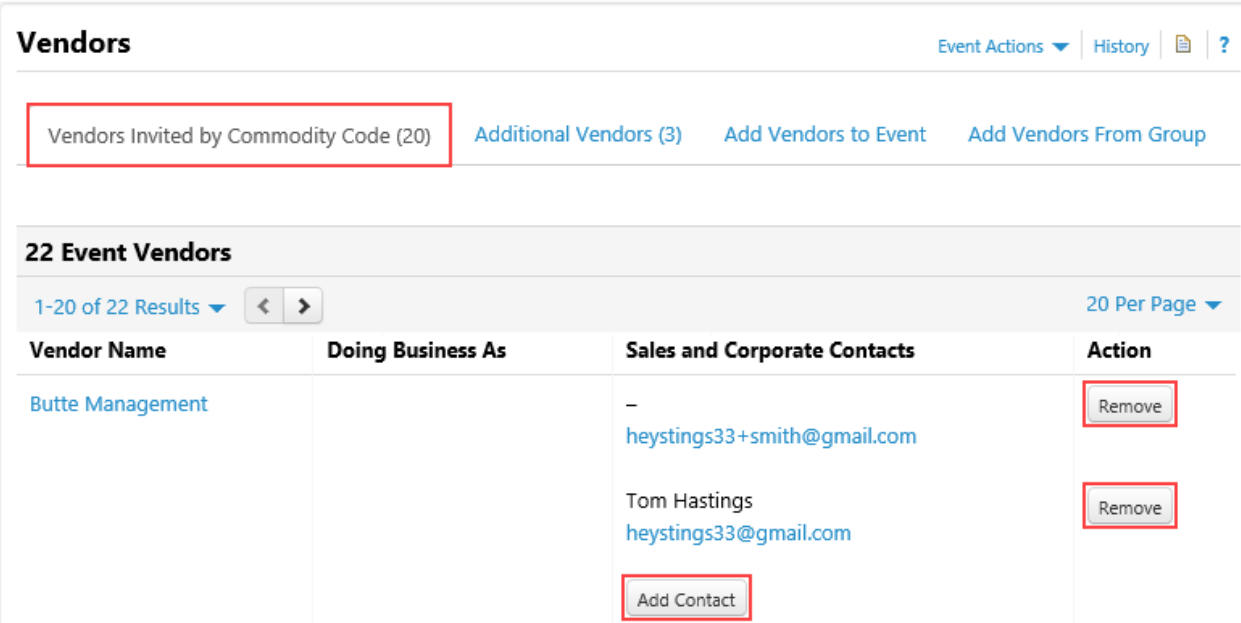 Vendors
Event Actions History ?
Vendors Invited by Commodity Code (20) Additional Vendors (3) Add Vendors to Event Add Vendors From Group
22 Event Vendors
1-20 of 22 Results < > 20 Per Page
Vendor Name Doing Business As Sales and Corporate Contacts Action
Butte Management – Remove
heystings33+smith@gmail.com
Tom Hastings Remove
heystings33@gmail.com
Add Contact